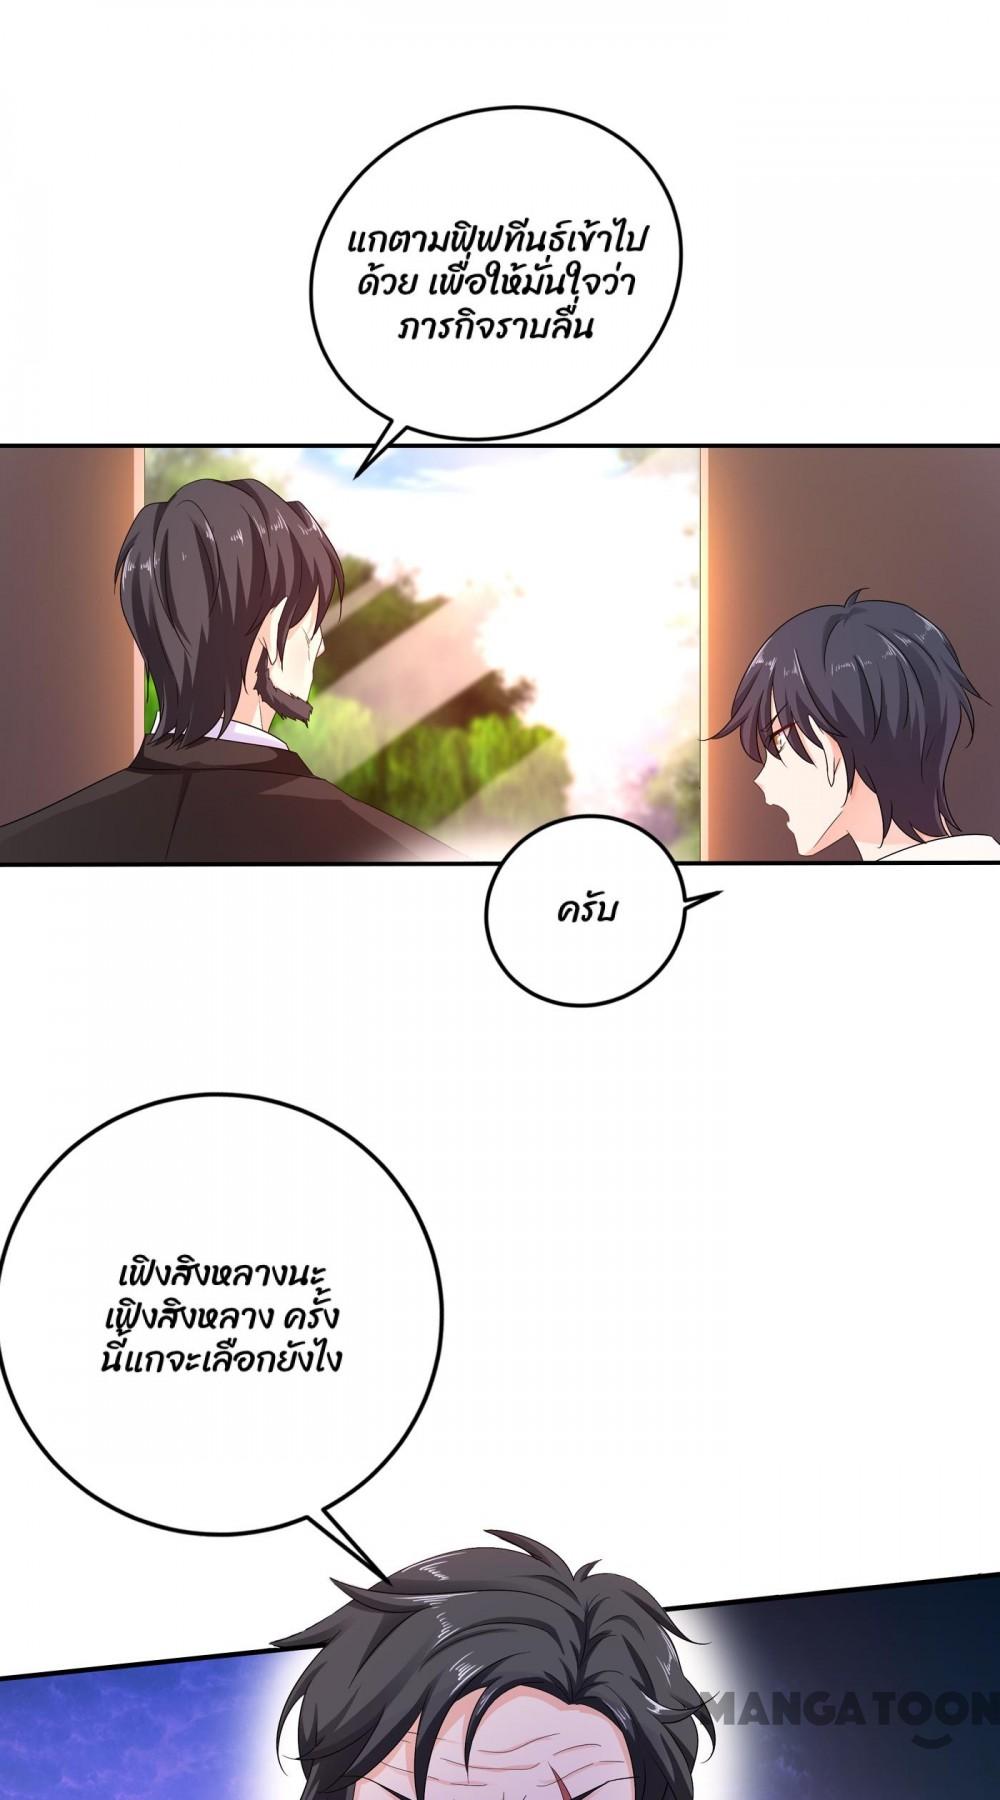 แกตามฟิฟทีนธ์เข้าไป
ด้วย เพื่อให้มั่นใจว่า
ภารกิจราบลื่น
ครับ
เฟิงสิงหลางนะ
เฟิงสิงหลาง ครั้ง
นี้แกจะเลือกยังไง
MANGATOON